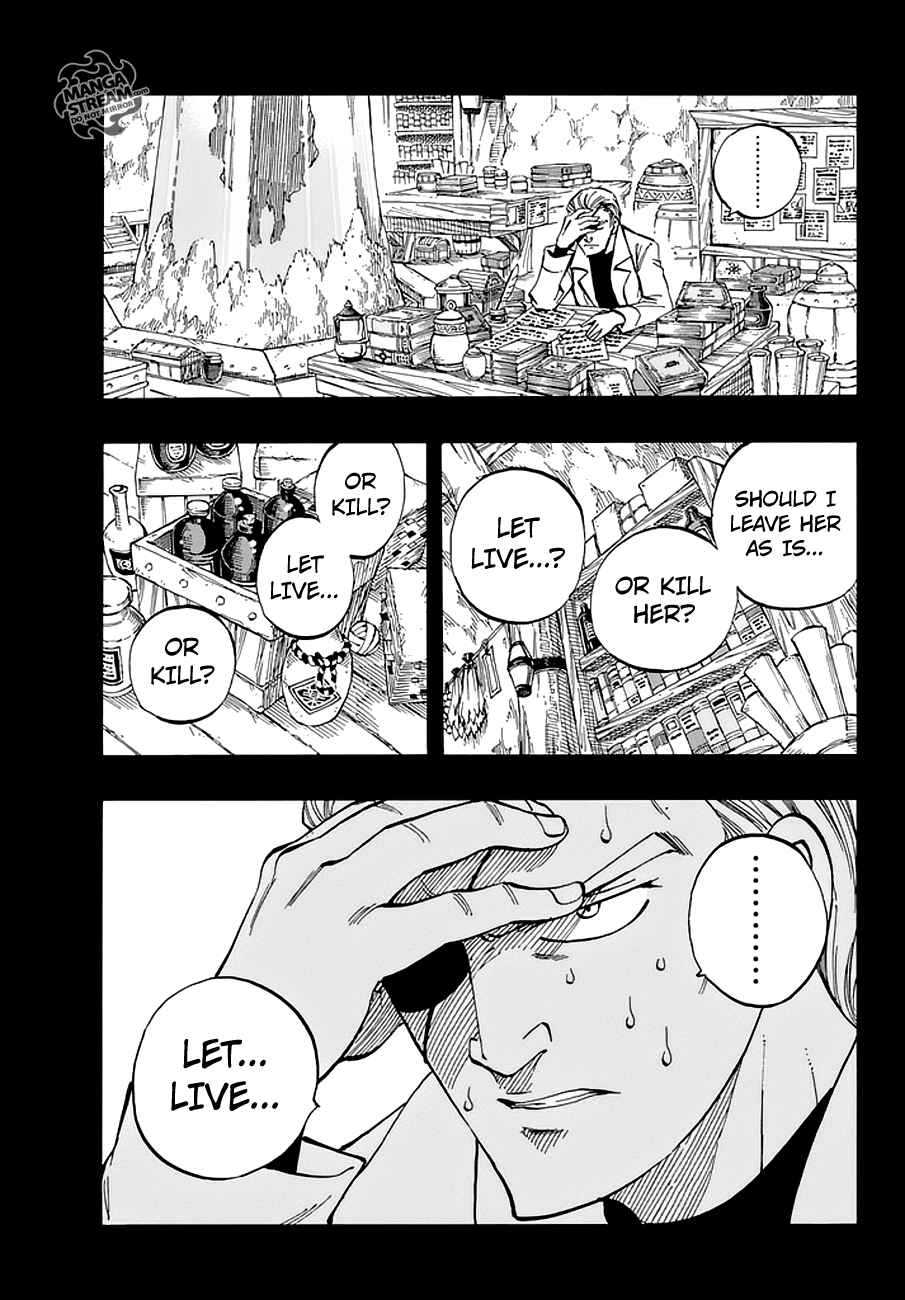 MANGA
STREAM.com
DO NOT MIRROR
..........
SHOULD I
LEAVE HER
AS IS...
OR KILL
HER?
LET
LIVE...?
OR
KILL?
LET
LIVE...
OR
KILL?
..........
LET...
LIVE...